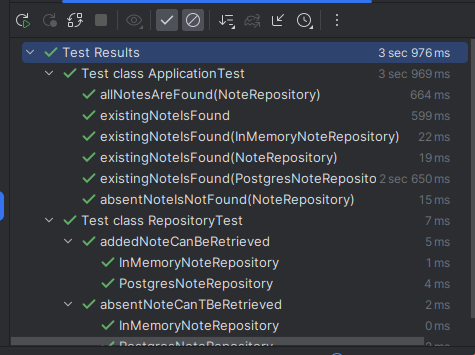 Test Results 3 sec 976 ms
Test class ApplicationTest 3 sec 969 ms
allNotesAreFound(NoteRepository) 664 ms
existingNoteIsFound 599 ms
existingNoteIsFound(InMemoryNoteRepository) 22 ms
existingNoteIsFound(NoteRepository) 19 ms
existingNoteIsFound(PostgresNoteReposito 2 sec 650 ms
absentNoteIsNotFound(NoteRepository) 15 ms
Test class RepositoryTest 7 ms
addedNoteCanBeRetrieved 5 ms
InMemoryNoteRepository 1 ms
PostgresNoteRepository 4 ms
absentNoteCanTBeRetrieved 2 ms
InMemoryNoteRepository 0 ms
PostgresNoteRepository